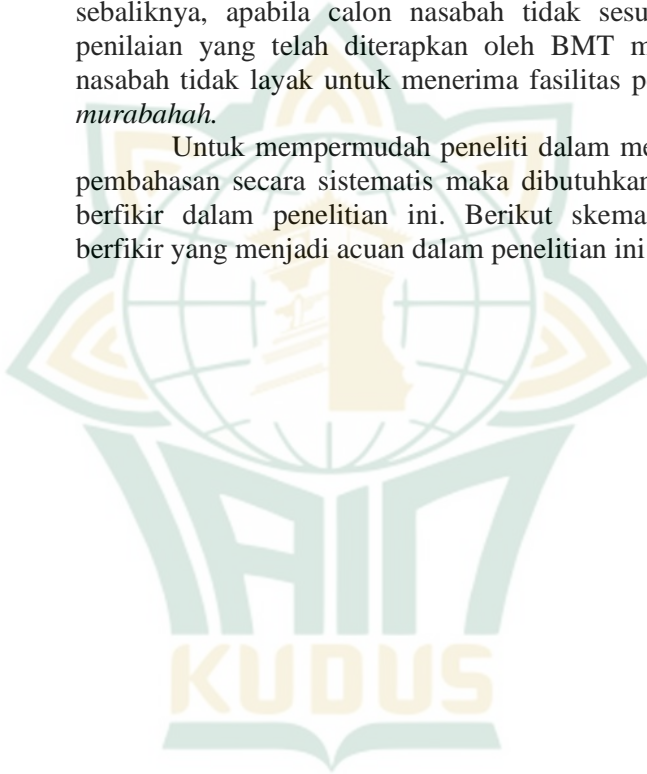 sebaliknya, apabila calon nasabah tidak
penilaian yang telah diterapkan oleh BMT
nasabah tidak layak untuk menerima fasilitas
murabahah.
Untuk mempermudah peneliti dalam
pembahasan secara sistematis maka dibutuhkan
berfikir dalam penelitian ini. Berikut skema
berfikir yang menjadi acuan dalam penelitian ini
IAIN
KUDUS